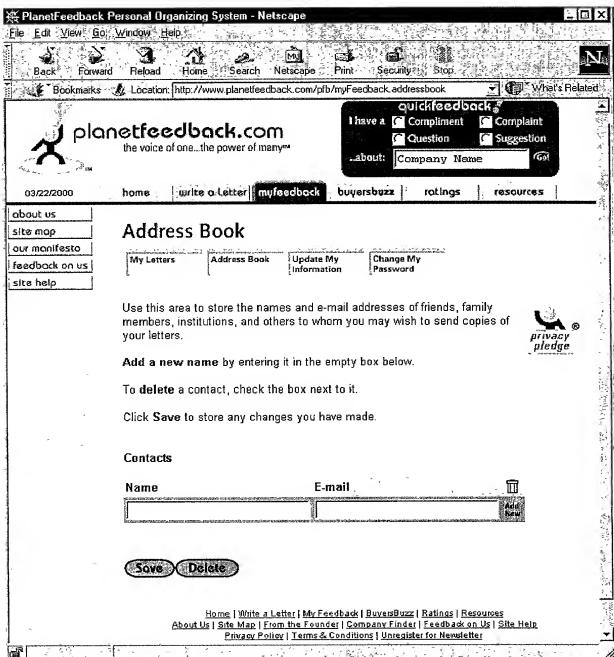 PlanetFeedback Personal Organizing System - Netscape
File Edit View Go Window Help
Back Forward Reload Home Search Netscape Print Security Stop
N
Bookmarks Location: http://www.planetfeedback.com/pfb/myFeedback.addressbook What's Related
quickfeedback
I have a Compliment Complaint
Question Suggestion
...about: Company Name Go!
planetfeedback.com
the voice of one...the power of many℠
03/22/2000 home write a letter myfeedback buyersbuzz ratings resources
about us
site map
our manifesto
feedback on us
site help
Address Book
My Letters Address Book Update My Information Change My Password
Use this area to store the names and e-mail addresses of friends, family
members, institutions, and others to whom you may wish to send copies of
your letters.
privacy pledge ®
Add a new name by entering it in the empty box below.
To delete a contact, check the box next to it.
Click Save to store any changes you have made.
Contacts
Name E-mail
Add New
Save Delete
Home | Write a Letter | My Feedback | BuyersBuzz | Ratings | Resources
About Us | Site Map | From the Founder | Company Finder | Feedback on Us | Site Help
Privacy Policy | Terms & Conditions | Unregister for Newsletter